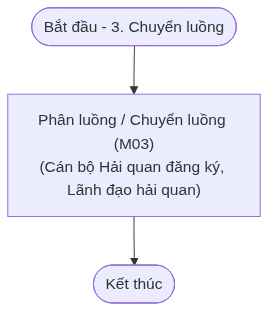 Bắt đầu - 3. Chuyển luồng
Phân luồng / Chuyển luồng
(M03)
(Cán bộ Hải quan đăng ký,
Lãnh đạo hải quan)
Kết thúc